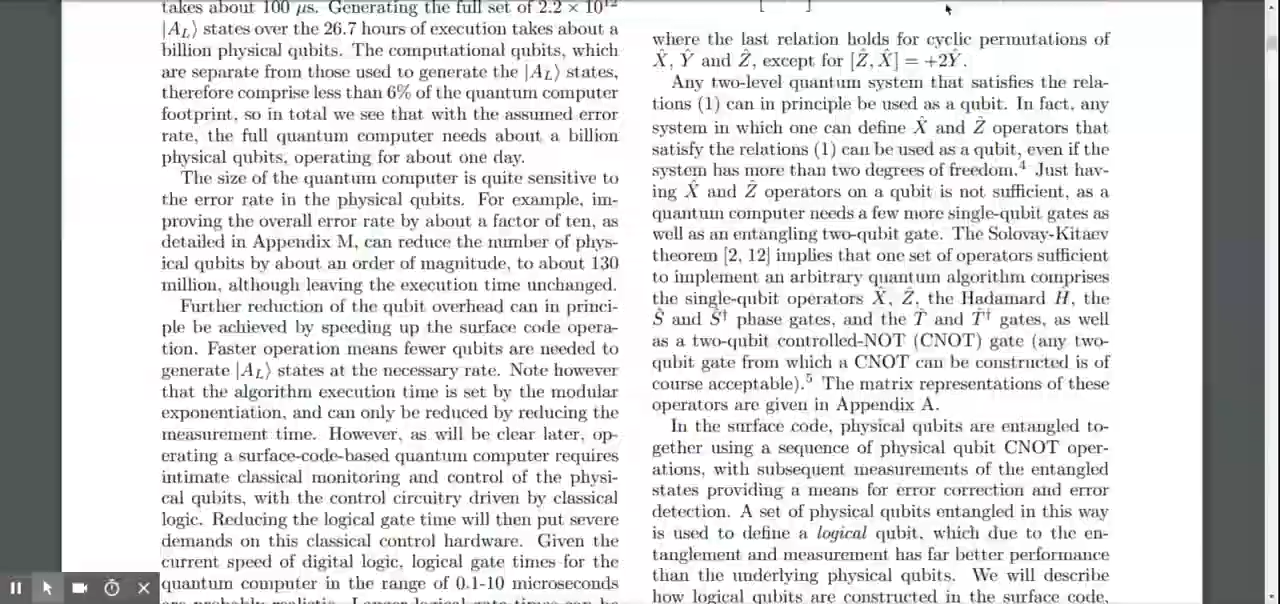 takes about 100 μs. Generating the full set of 2.2 × 10¹²
|A_L⟩ states over the 26.7 hours of execution takes about a
billion physical qubits. The computational qubits, which
are separate from those used to generate the |A_L⟩ states,
therefore comprise less than 6% of the quantum computer
footprint, so in total we see that with the assumed error
rate, the full quantum computer needs about a billion
physical qubits, operating for about one day.
The size of the quantum computer is quite sensitive to
the error rate in the physical qubits. For example, im-
proving the overall error rate by about a factor of ten, as
detailed in Appendix M, can reduce the number of phys-
ical qubits by about an order of magnitude, to about 130
million, although leaving the execution time unchanged.
Further reduction of the qubit overhead can in princi-
ple be achieved by speeding up the surface code opera-
tion. Faster operation means fewer qubits are needed to
generate |A_L⟩ states at the necessary rate. Note however
that the algorithm execution time is set by the modular
exponentiation, and can only be reduced by reducing the
measurement time. However, as will be clear later, op-
erating a surface-code-based quantum computer requires
intimate classical monitoring and control of the physi-
cal qubits, with the control circuitry driven by classical
logic. Reducing the logical gate time will then put severe
demands on this classical control hardware. Given the
current speed of digital logic, logical gate times for the
quantum computer in the range of 0.1-10 microseconds
where the last relation holds for cyclic permutations of
X̂, Ŷ and Ẑ, except for [Ẑ, X̂] = +2Ŷ.
Any two-level quantum system that satisfies the rela-
tions (1) can in principle be used as a qubit. In fact, any
system in which one can define X̂ and Ẑ operators that
satisfy the relations (1) can be used as a qubit, even if the
system has more than two degrees of freedom.⁴ Just hav-
ing X̂ and Ẑ operators on a qubit is not sufficient, as a
quantum computer needs a few more single-qubit gates as
well as an entangling two-qubit gate. The Solovay-Kitaev
theorem [2, 12] implies that one set of operators sufficient
to implement an arbitrary quantum algorithm comprises
the single-qubit operators X̂, Ẑ, the Hadamard Ĥ, the
Ŝ and Ŝ† phase gates, and the T̂ and T̂† gates, as well
as a two-qubit controlled-NOT (CNOT) gate (any two-
qubit gate from which a CNOT can be constructed is of
course acceptable).⁵ The matrix representations of these
operators are given in Appendix A.
In the surface code, physical qubits are entangled to-
gether using a sequence of physical qubit CNOT oper-
ations, with subsequent measurements of the entangled
states providing a means for error correction and error
detection. A set of physical qubits entangled in this way
is used to define a logical qubit, which due to the en-
tanglement and measurement has far better performance
than the underlying physical qubits. We will describe
how logical qubits are constructed in the surface code,